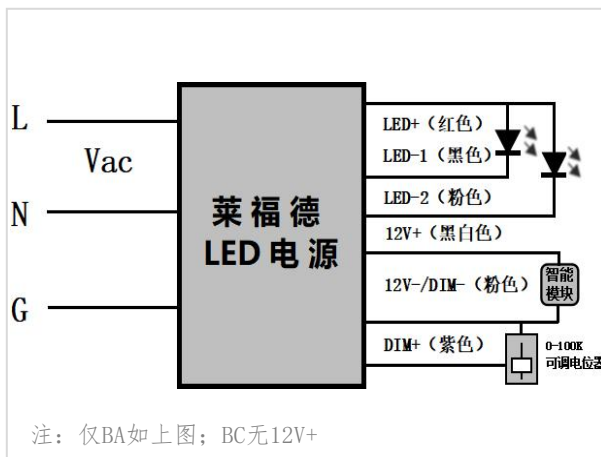 L
Vac
N
G
莱福德
LED电源
LED+（红色）
LED-1（黑色）
LED-2（粉色）
12V+（黑白色）
12V-/DIM-（粉色）
DIM+（紫色）
智能
模块
0-100K
可调电位器
注：仅BA如上图；BC无12V+